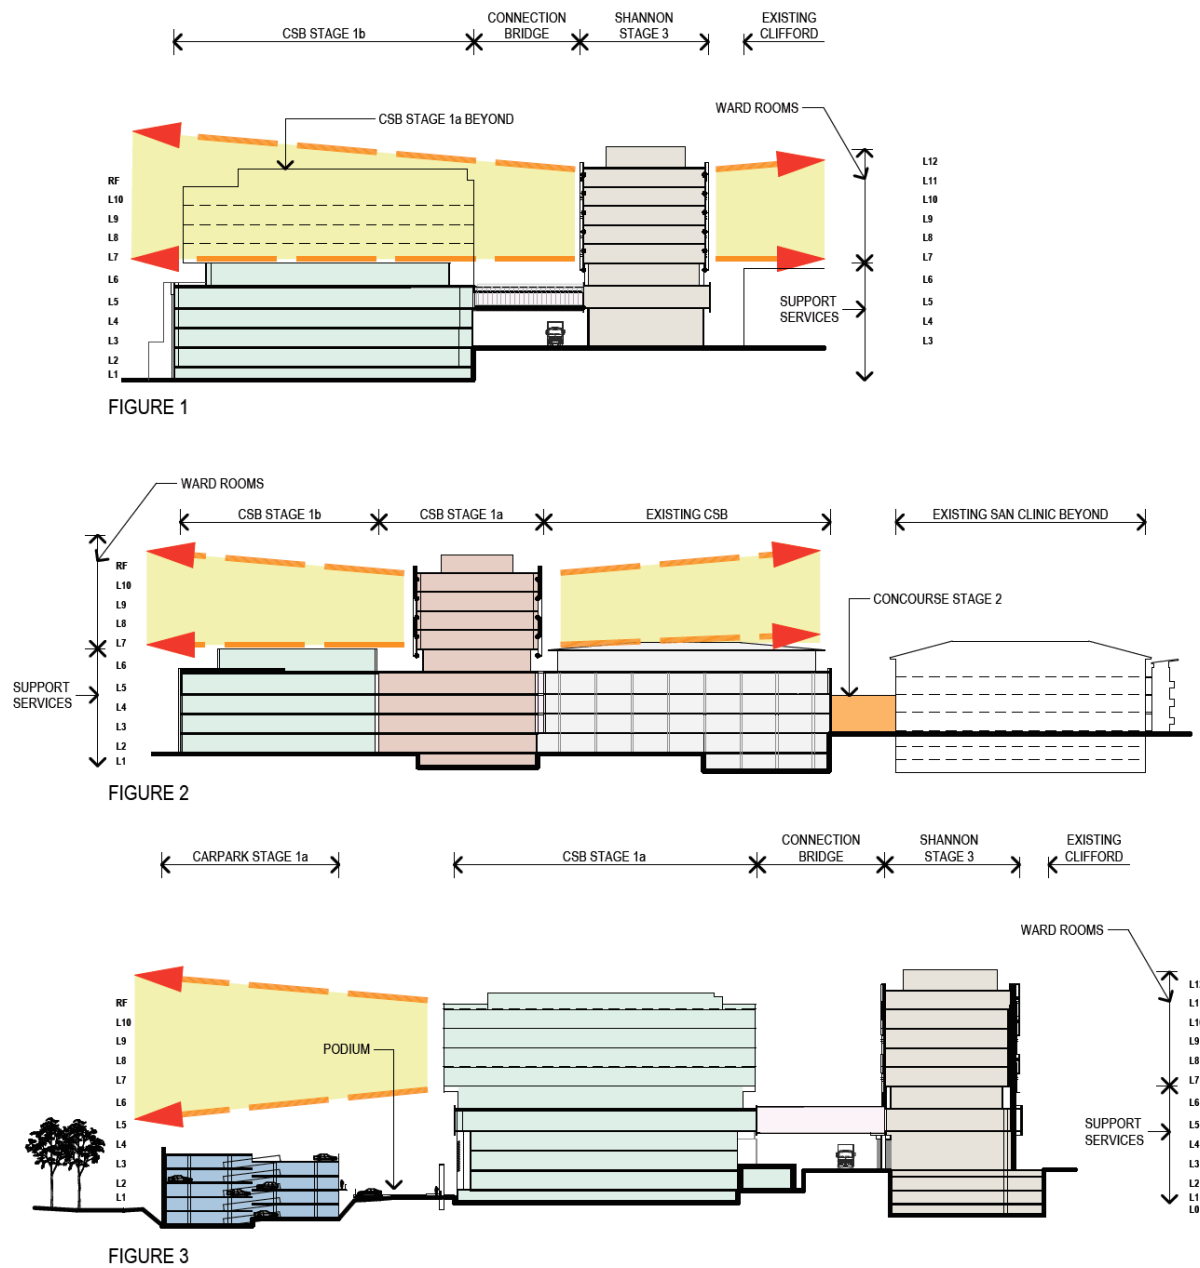 CSB STAGE 1b
CONNECTION
BRIDGE
SHANNON
STAGE 3
EXISTING
CLIFFORD
WARD ROOMS
CSB STAGE 1a BEYOND
RF
L10
L9
L8
L7
L6
L5
L4
L3
L2
L1
L12
L11
L10
L9
L8
L7
L6
L5
L4
L3
SUPPORT
SERVICES
FIGURE 1
WARD ROOMS
CSB STAGE 1b
CSB STAGE 1a
EXISTING CSB
EXISTING SAN CLINIC BEYOND
CONCOURSE STAGE 2
RF
L10
L9
L8
L7
L6
L5
L4
L3
L2
L1
SUPPORT
SERVICES
FIGURE 2
CARPARK STAGE 1a
CSB STAGE 1a
CONNECTION
BRIDGE
SHANNON
STAGE 3
EXISTING
CLIFFORD
WARD ROOMS
PODIUM
RF
L10
L9
L8
L7
L6
L5
L4
L3
L2
L1
L9
L8
L7
L6
L5
L4
L3
L2
L1
L0
SUPPORT
SERVICES
FIGURE 3